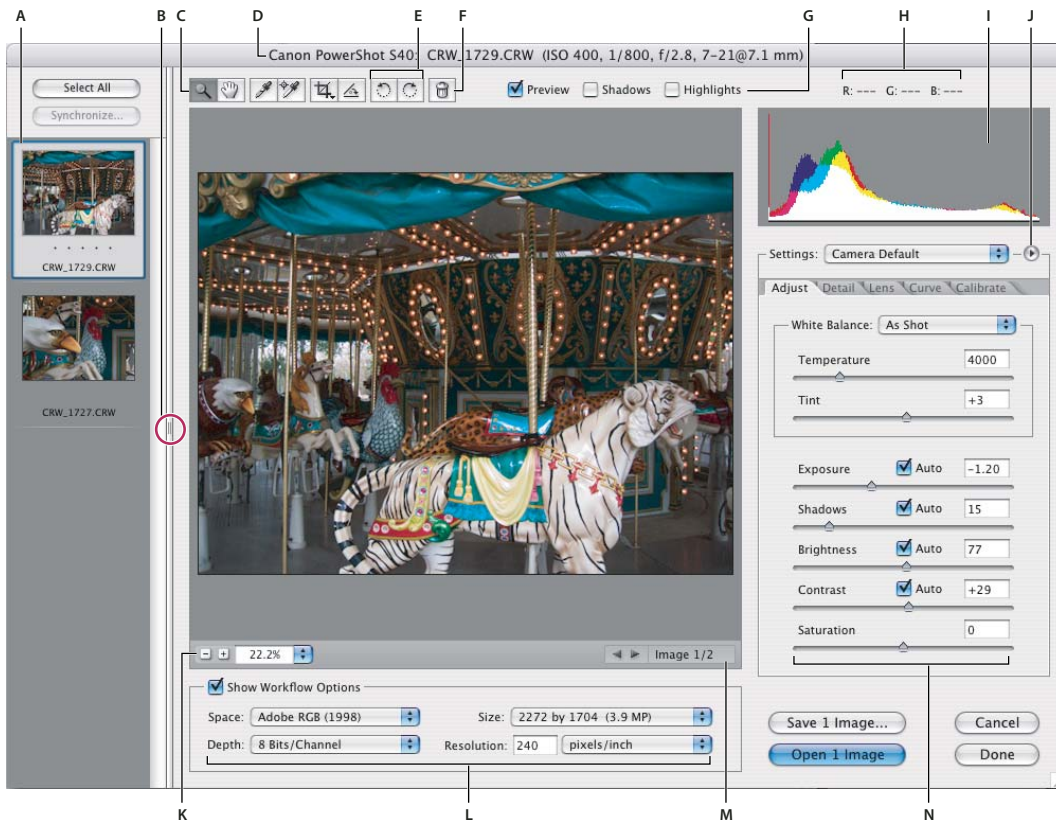 A B C D E F G H I J
Canon PowerShot S40: CRW_1729.CRW (ISO 400, 1/800, f/2.8, 7–21@7.1 mm)
Select All
Synchronize...
Preview Shadows Highlights
R: --- G: --- B: ---
CRW_1729.CRW
CRW_1727.CRW
Settings: Camera Default
Adjust Detail Lens Curve Calibrate
White Balance: As Shot
Temperature 4000
Tint +3
Exposure Auto –1.20
Shadows Auto 15
Brightness Auto 77
Contrast Auto +29
Saturation 0
22.2% Image 1/2
Show Workflow Options
Space: Adobe RGB (1998) Size: 2272 by 1704 (3.9 MP)
Depth: 8 Bits/Channel Resolution: 240 pixels/inch
Save 1 Image... Cancel
Open 1 Image Done
K L M N